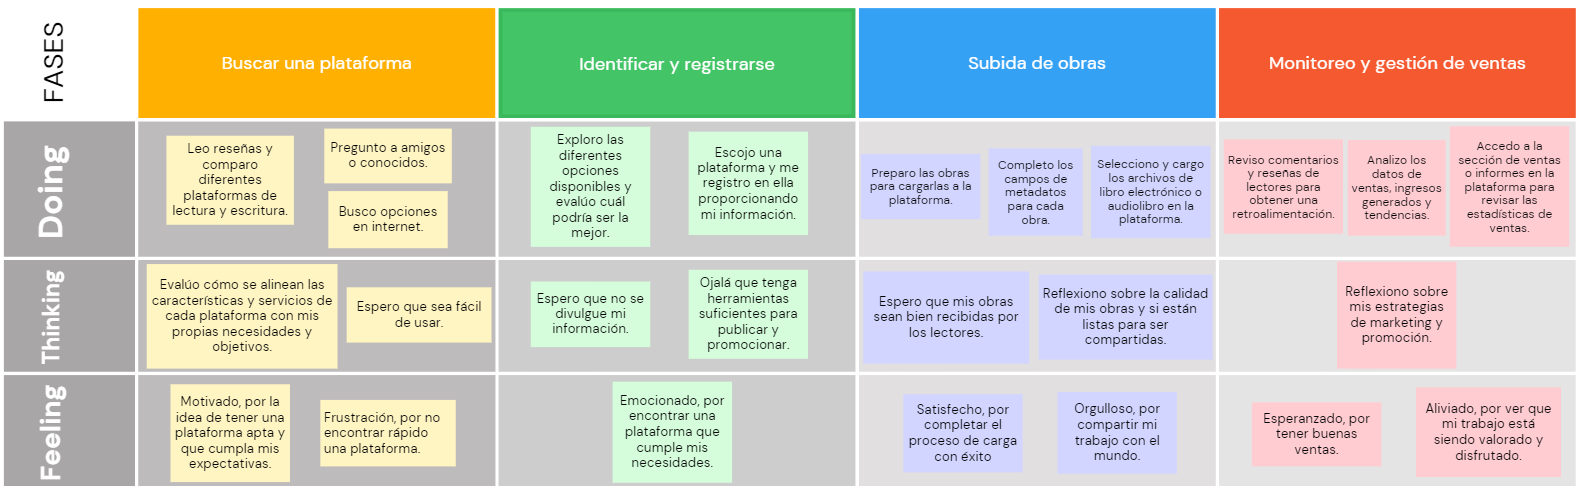 FASES
Buscar una plataforma
Identificar y registrarse
Subida de obras
Monitoreo y gestión de ventas
Doing
Leo reseñas y
comparo
diferentes
plataformas de
lectura y escritura.
Pregunto a amigos
o conocidos.
Busco opciones
en internet.
Exploro las
diferentes
opciones
disponibles y
evalúo cuál
podría ser la
mejor.
Escojo una
plataforma y me
registro en ella
proporcionando
mi información.
Preparo las obras
para cargarlas a la
plataforma.
Completo los
campos de
metadatos
para cada
obra.
Selecciono y cargo
los archivos de
libro electrónico o
audiolibro en la
plataforma.
Reviso comentarios
y reseñas de
lectores para
obtener una
retroalimentación.
Analizo los
datos de
ventas, ingresos
generados y
tendencias.
Accedo a la
sección de ventas
o informes en la
plataforma para
revisar las
estadísticas de
ventas.
Thinking
Evalúo cómo se alinean las
características y servicios de
cada plataforma con mis
propias necesidades y
objetivos.
Espero que sea fácil
de usar.
Espero que no se
divulgue mi
información.
Ojalá que tenga
herramientas
suficientes para
publicar y
promocionar.
Espero que mis obras
sean bien recibidas por
los lectores.
Reflexiono sobre la calidad
de mis obras y si están
listas para ser
compartidas.
Reflexiono sobre
mis estrategias
de marketing y
promoción.
Feeling
Motivado, por la
idea de tener una
plataforma apta y
que cumpla mis
expectativas.
Frustración, por no
encontrar rápido
una plataforma.
Emocionado, por
encontrar una
plataforma que
cumple mis
necesidades.
Satisfecho, por
completar el
proceso de carga
con éxito
Orgulloso, por
compartir mi
trabajo con el
mundo.
Esperanzado, por
tener buenas
ventas.
Aliviado, por ver que
mi trabajo está
siendo valorado y
disfrutado.